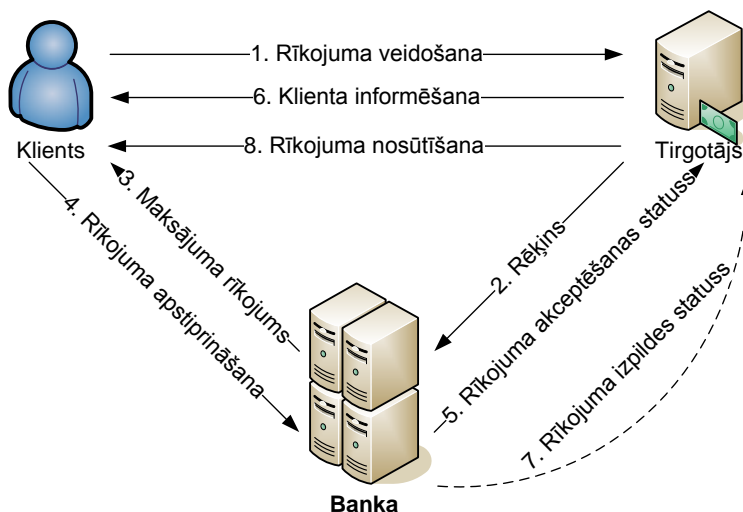 1. Rīkojuma veidošana
6. Klienta informēšana
8. Rīkojuma nosūtīšana
Klients
Tirgotājs
3. Maksājuma rīkojums
4. Rīkojuma apstiprināšana
2. Rēķins
5. Rīkojuma akceptēšanas statuss
7. Rīkojuma izpildes statuss
Banka